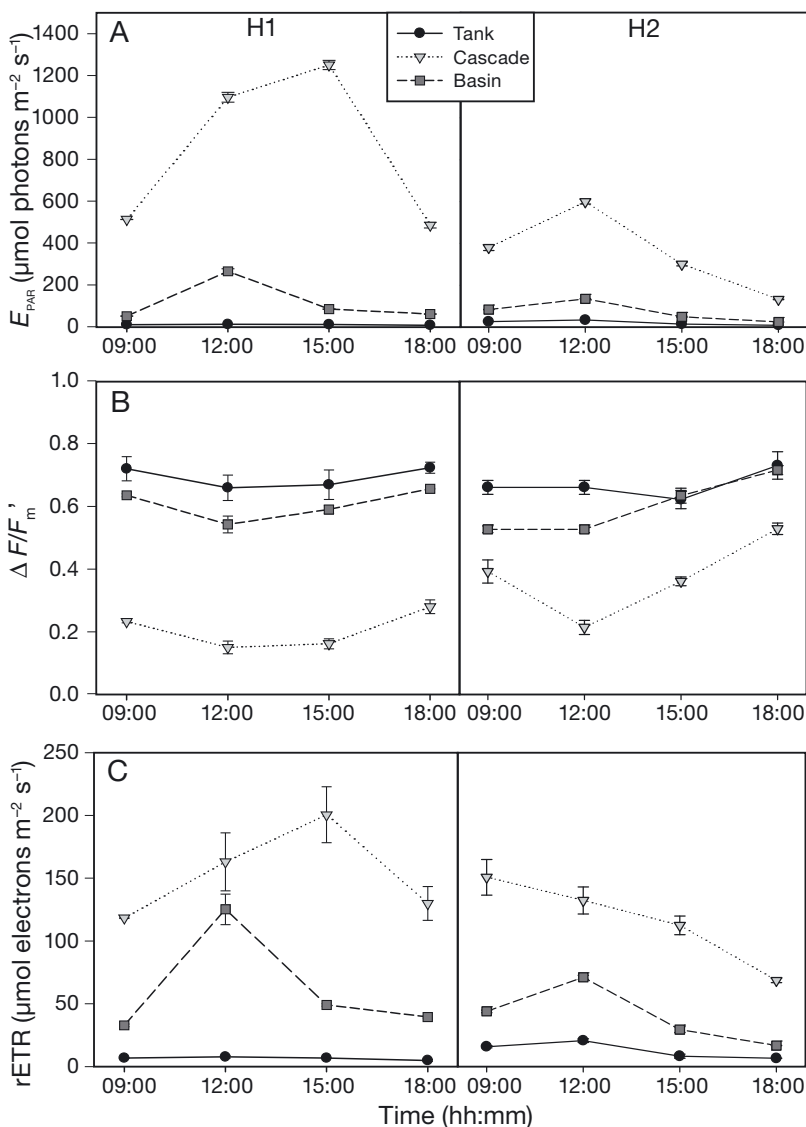 A
H1
H2
Tank
Cascade
Basin
E_PAR (µmol photons m⁻² s⁻¹)
1400
1200
1000
800
600
400
200
0
09:00 12:00 15:00 18:00
09:00 12:00 15:00 18:00
B
Δ F/Fm’
1.0
0.8
0.6
0.4
0.2
0.0
09:00 12:00 15:00 18:00
09:00 12:00 15:00 18:00
C
rETR (µmol electrons m⁻² s⁻¹)
250
200
150
100
50
0
09:00 12:00 15:00 18:00
09:00 12:00 15:00 18:00
Time (hh:mm)